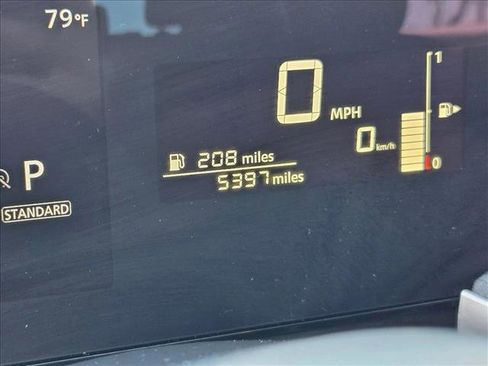 79°F
1
0
MPH
0 km/h
208 miles
P
0
5397 miles
STANDARD